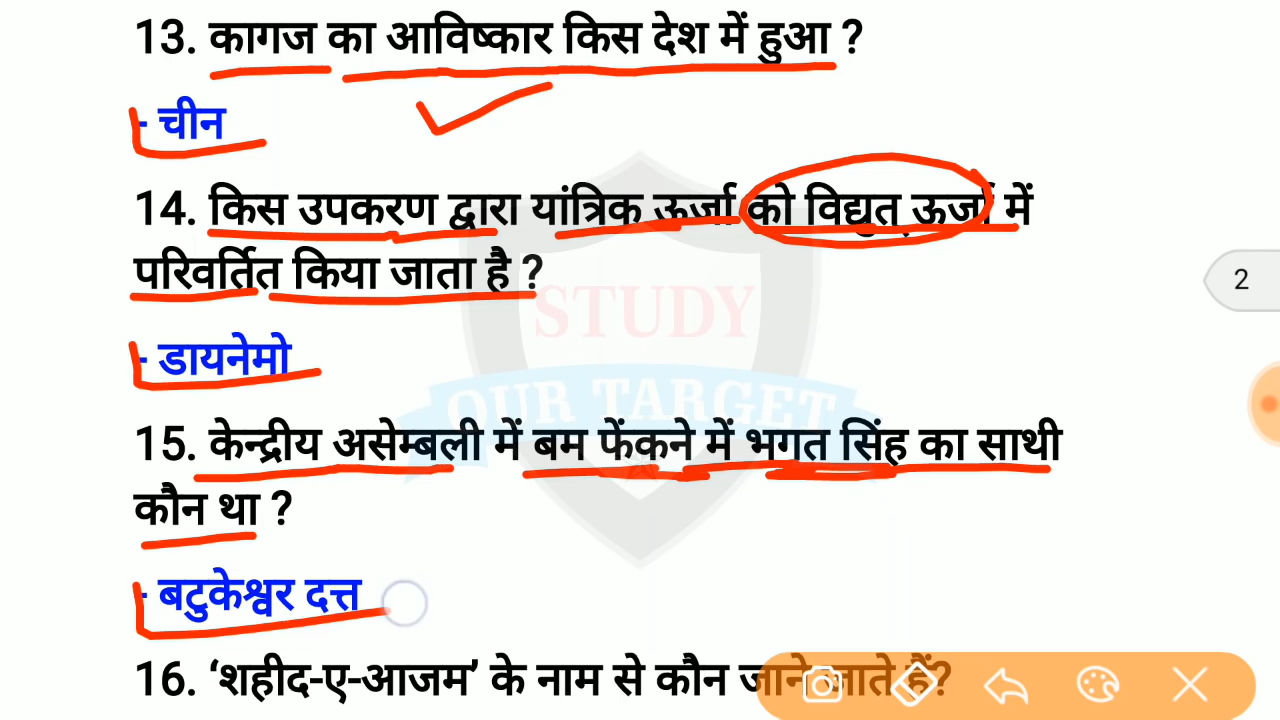 13. कागज का आविष्कार किस देश में हुआ ?
- चीन
14. किस उपकरण द्वारा यांत्रिक ऊर्जा को विद्युत् ऊर्जा में
परिवर्तित किया जाता है ?
2
STUDY
- डायनेमो
OUR TARGET
15. केन्द्रीय असेम्बली में बम फेंकने में भगत सिंह का साथी
कौन था ?
- बटुकेश्वर दत्त
16. ‘शहीद-ए-आजम’ के नाम से कौन जाने जाते हैं?